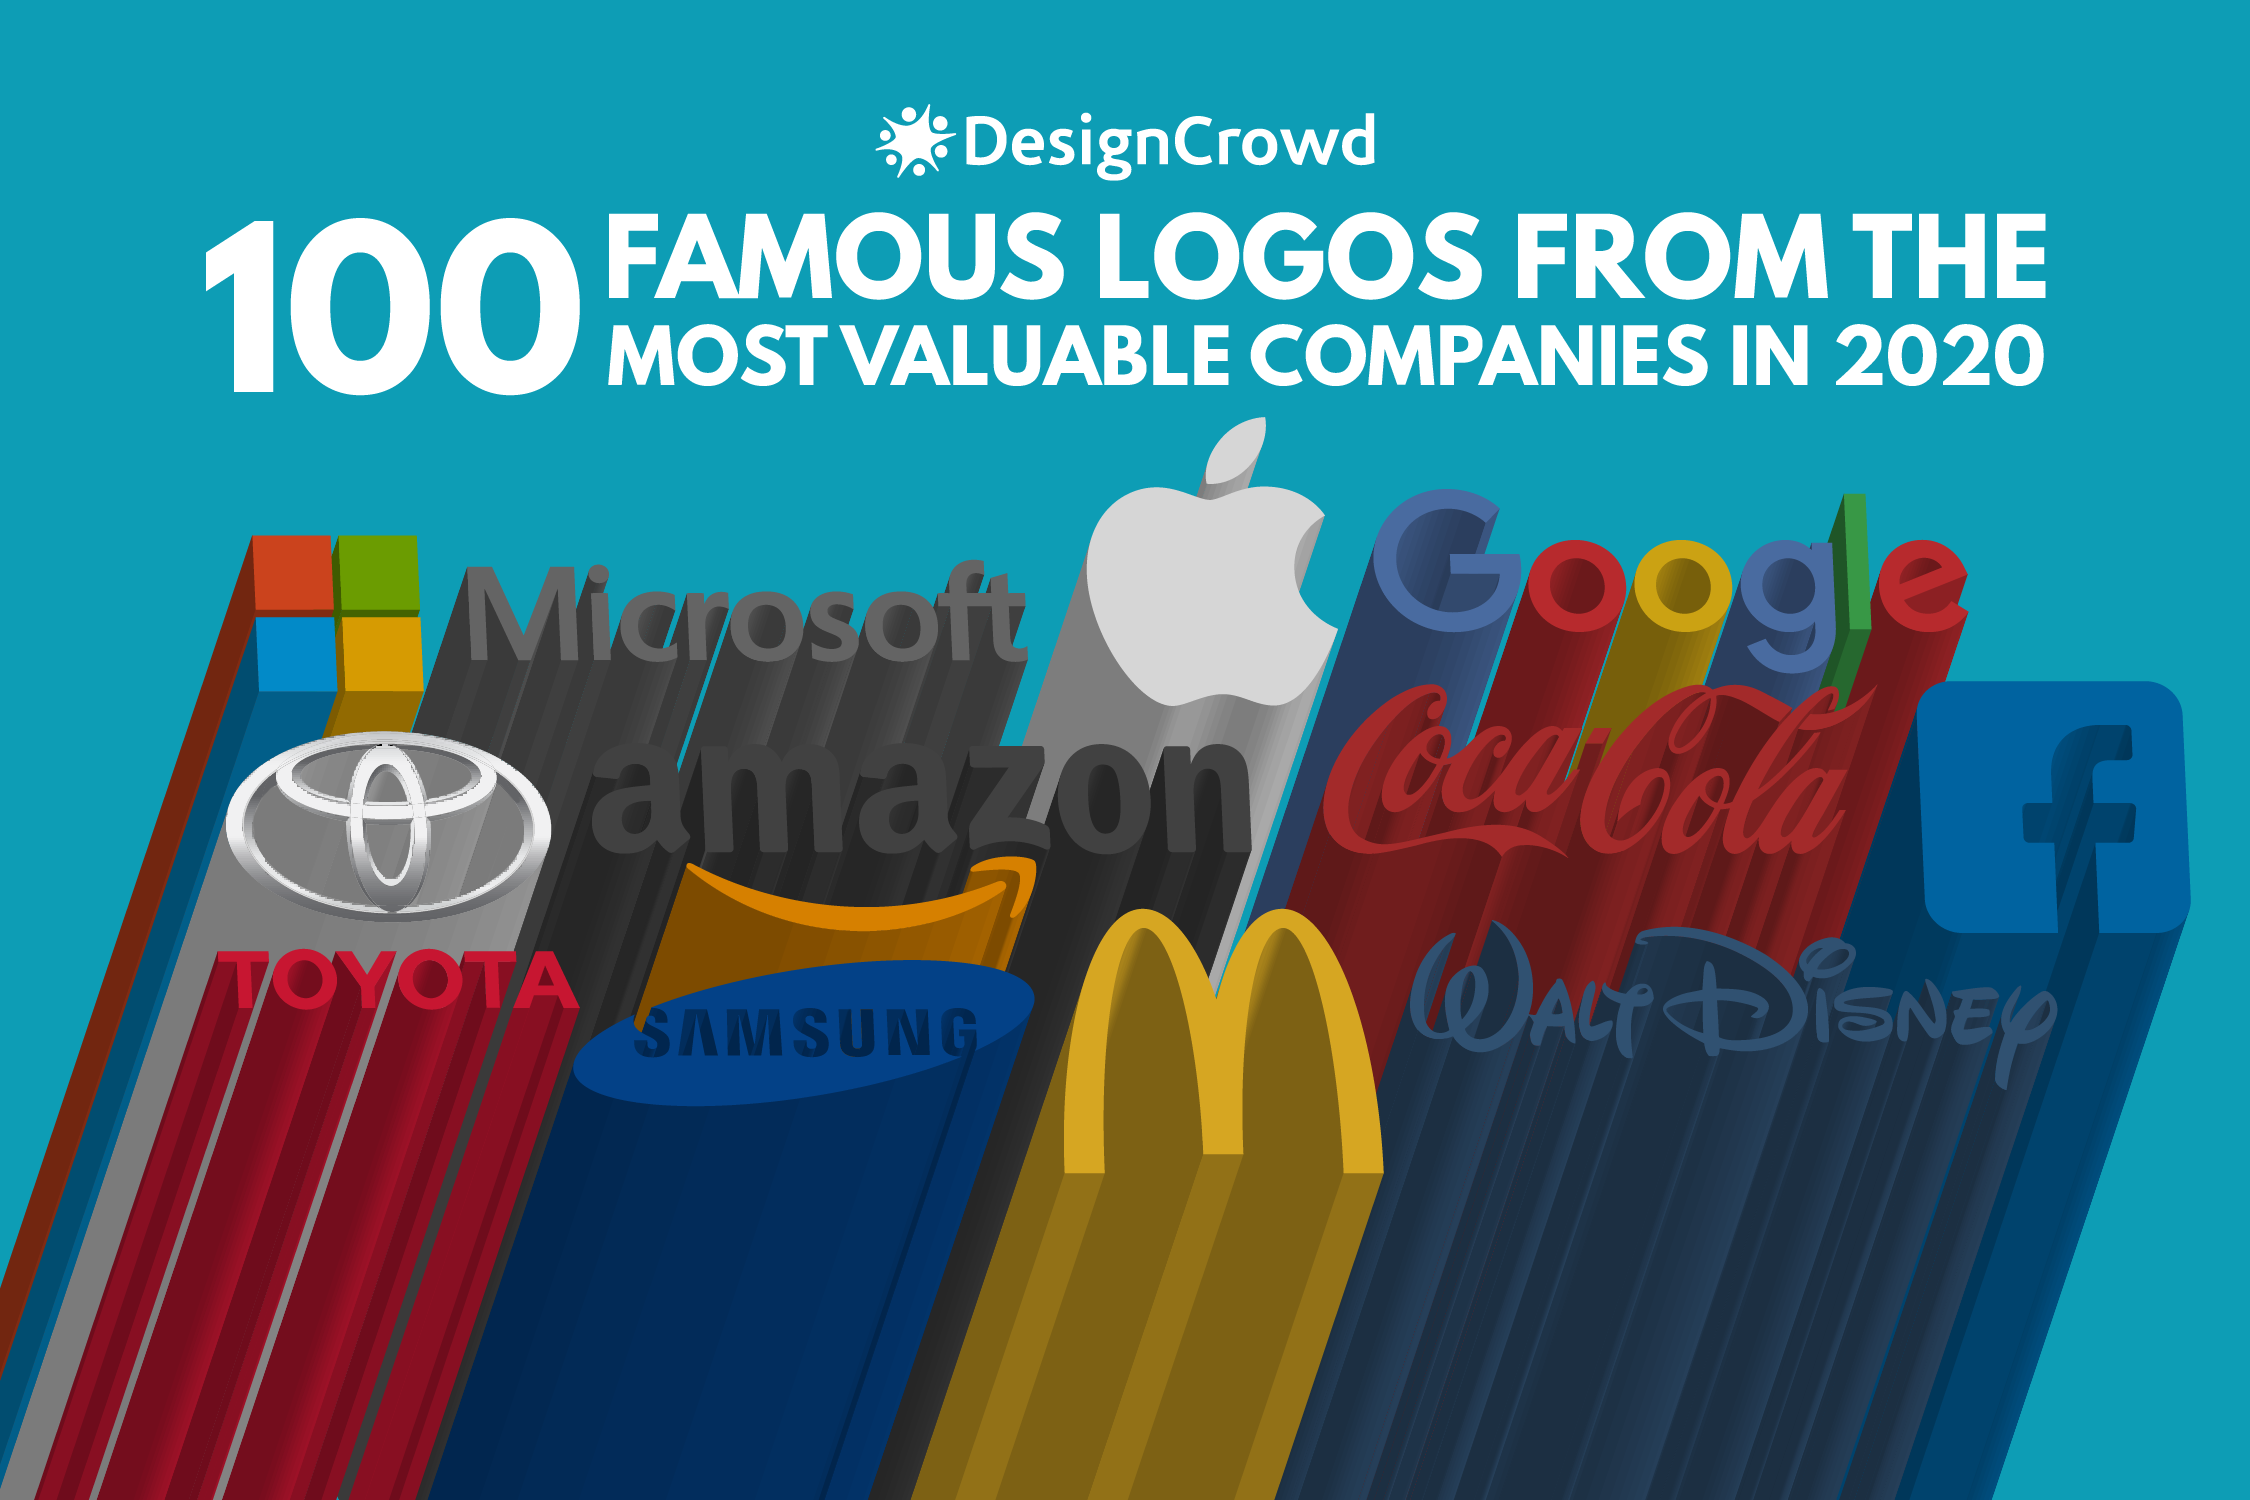 DesignCrowd
100 FAMOUS LOGOS FROM THE
MOST VALUABLE COMPANIES IN 2020
Microsoft
Google
amazon
Coca-Cola
f
TOYOTA
SAMSUNG
M
WALT DISNEY